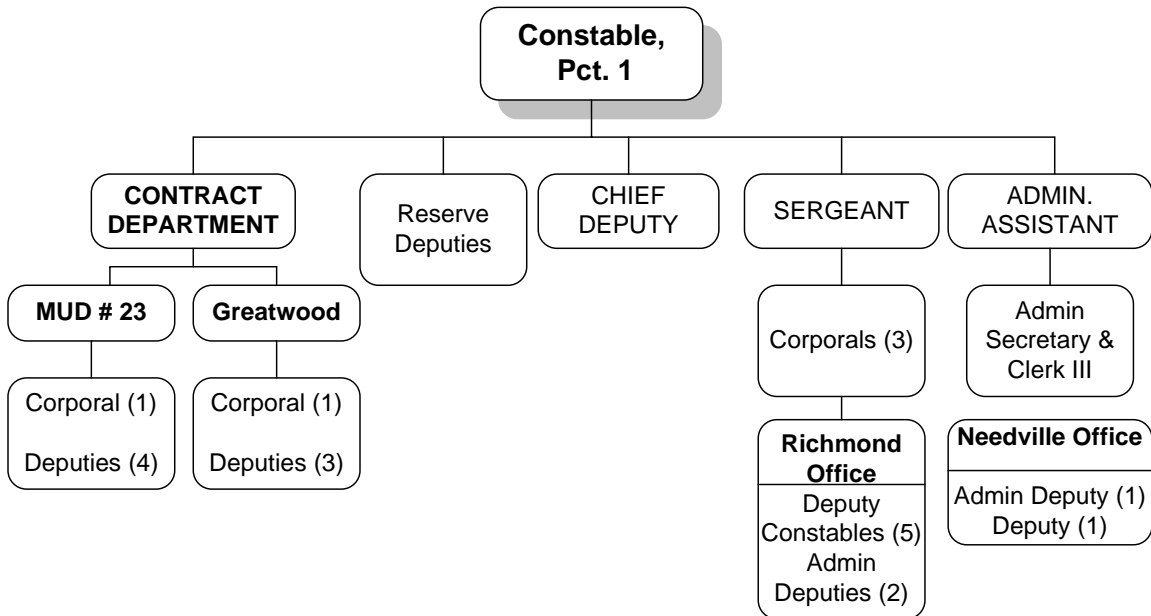 Constable,
Pct. 1
CONTRACT
DEPARTMENT
Reserve
Deputies
CHIEF
DEPUTY
SERGEANT
ADMIN.
ASSISTANT
MUD # 23
Greatwood
Corporals (3)
Admin
Secretary &
Clerk III
Corporal (1)
Deputies (4)
Corporal (1)
Deputies (3)
Richmond
Office
Deputy
Constables (5)
Admin
Deputies (2)
Needville Office
Admin Deputy (1)
Deputy (1)